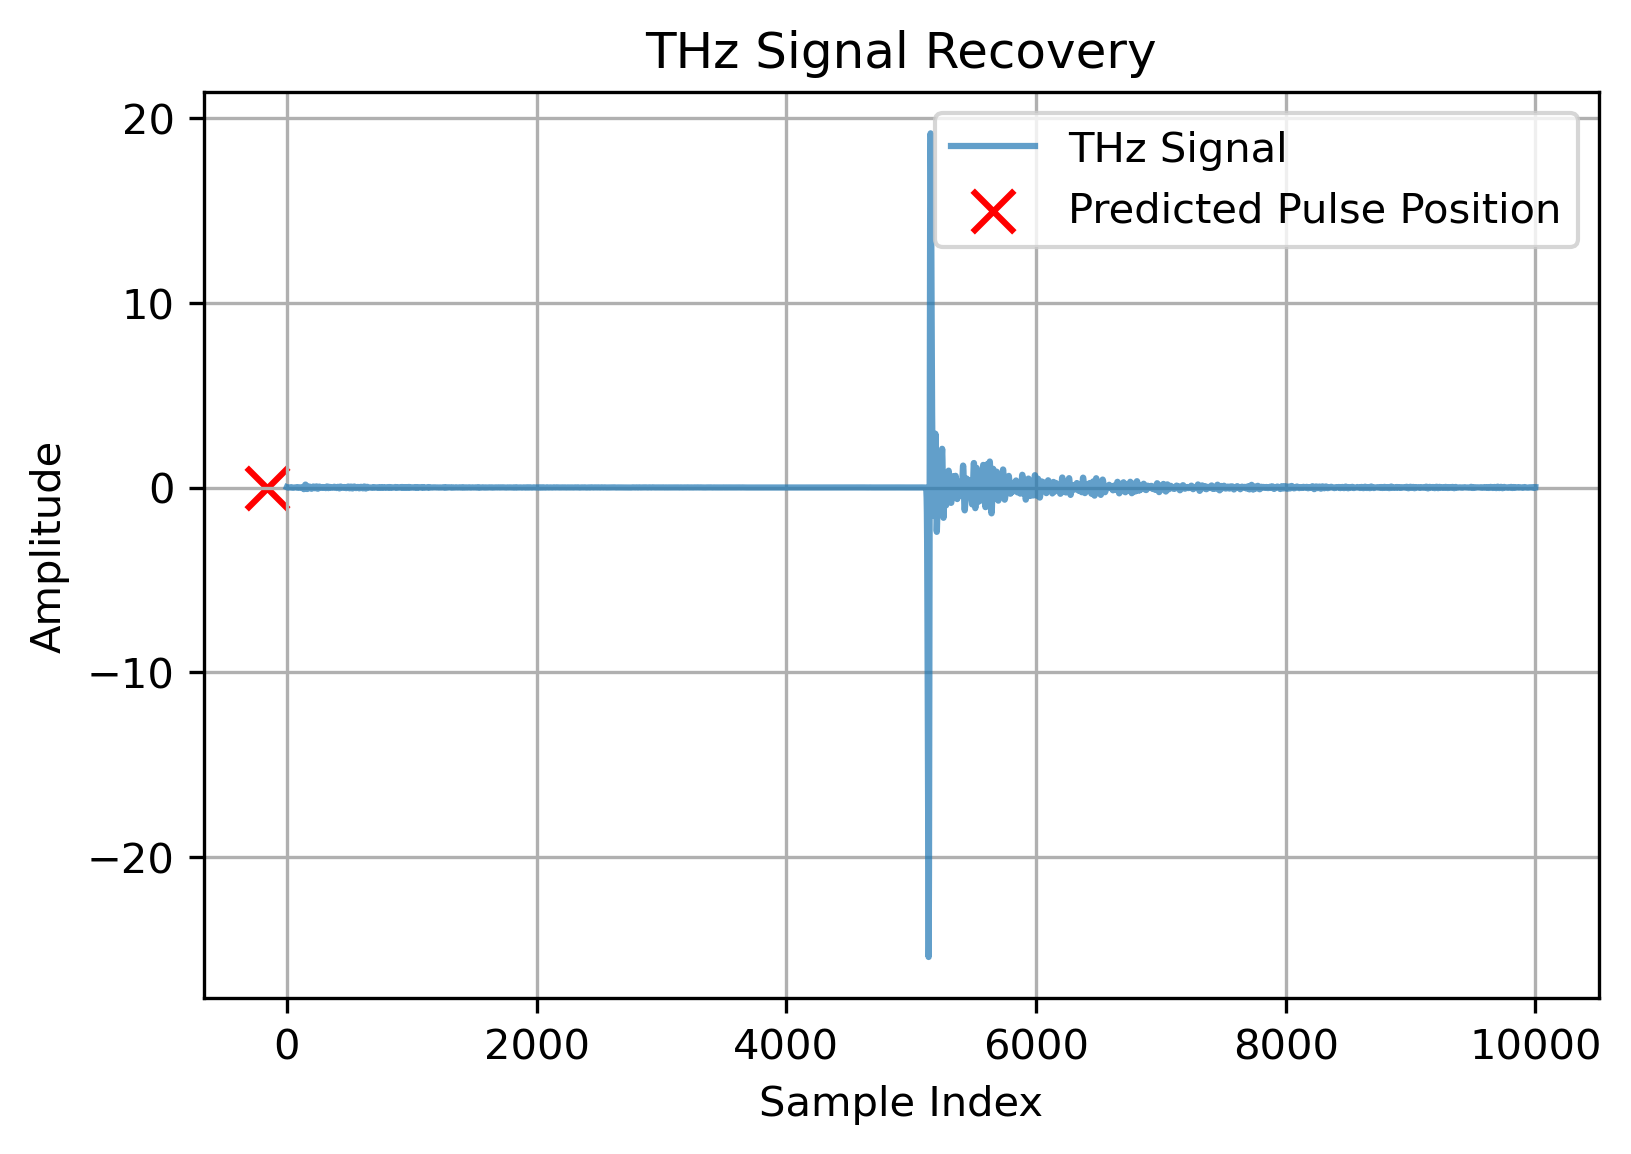 THz Signal Recovery
20
10
0
−10
−20
Amplitude
THz Signal
Predicted Pulse Position
0 2000 4000 6000 8000 10000
Sample Index